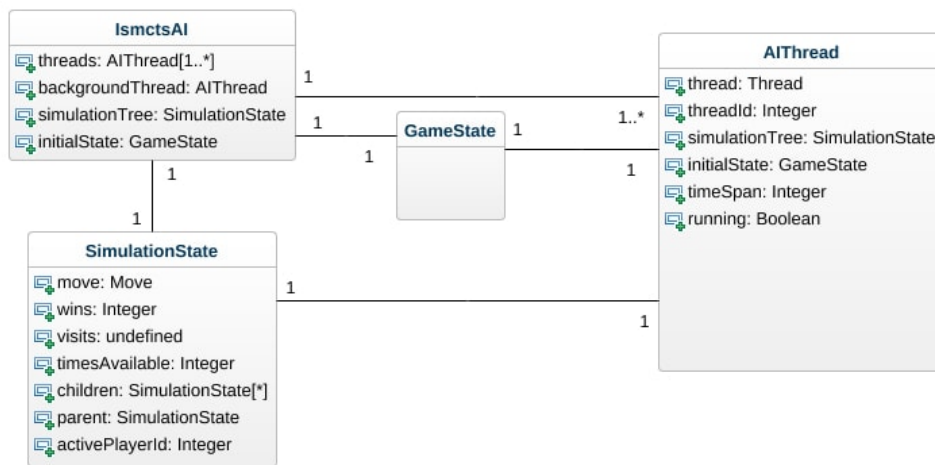 IsmctsAI
threads: AIThread[1..*]
backgroundThread: AIThread
simulationTree: SimulationState
initialState: GameState
1
1..*
1
1
GameState
1
1
AIThread
thread: Thread
threadId: Integer
simulationTree: SimulationState
initialState: GameState
timeSpan: Integer
running: Boolean
1
1
SimulationState
move: Move
wins: Integer
visits: undefined
timesAvailable: Integer
children: SimulationState[*]
parent: SimulationState
activePlayerId: Integer
1
1